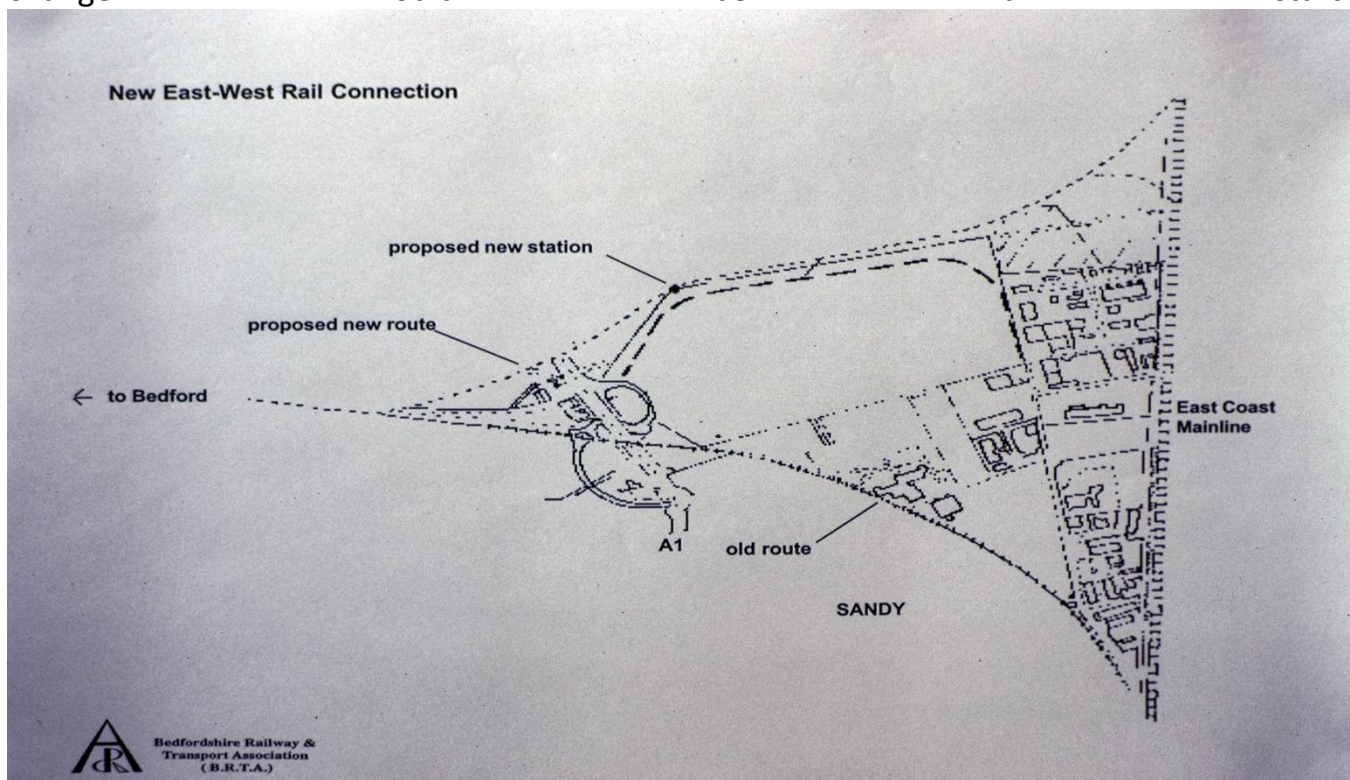 New East-West Rail Connection
proposed new station
proposed new route
← to Bedford
East Coast
Mainline
A1
old route
SANDY
Bedfordshire Railway &
Transport Association
( B.R.T.A.)